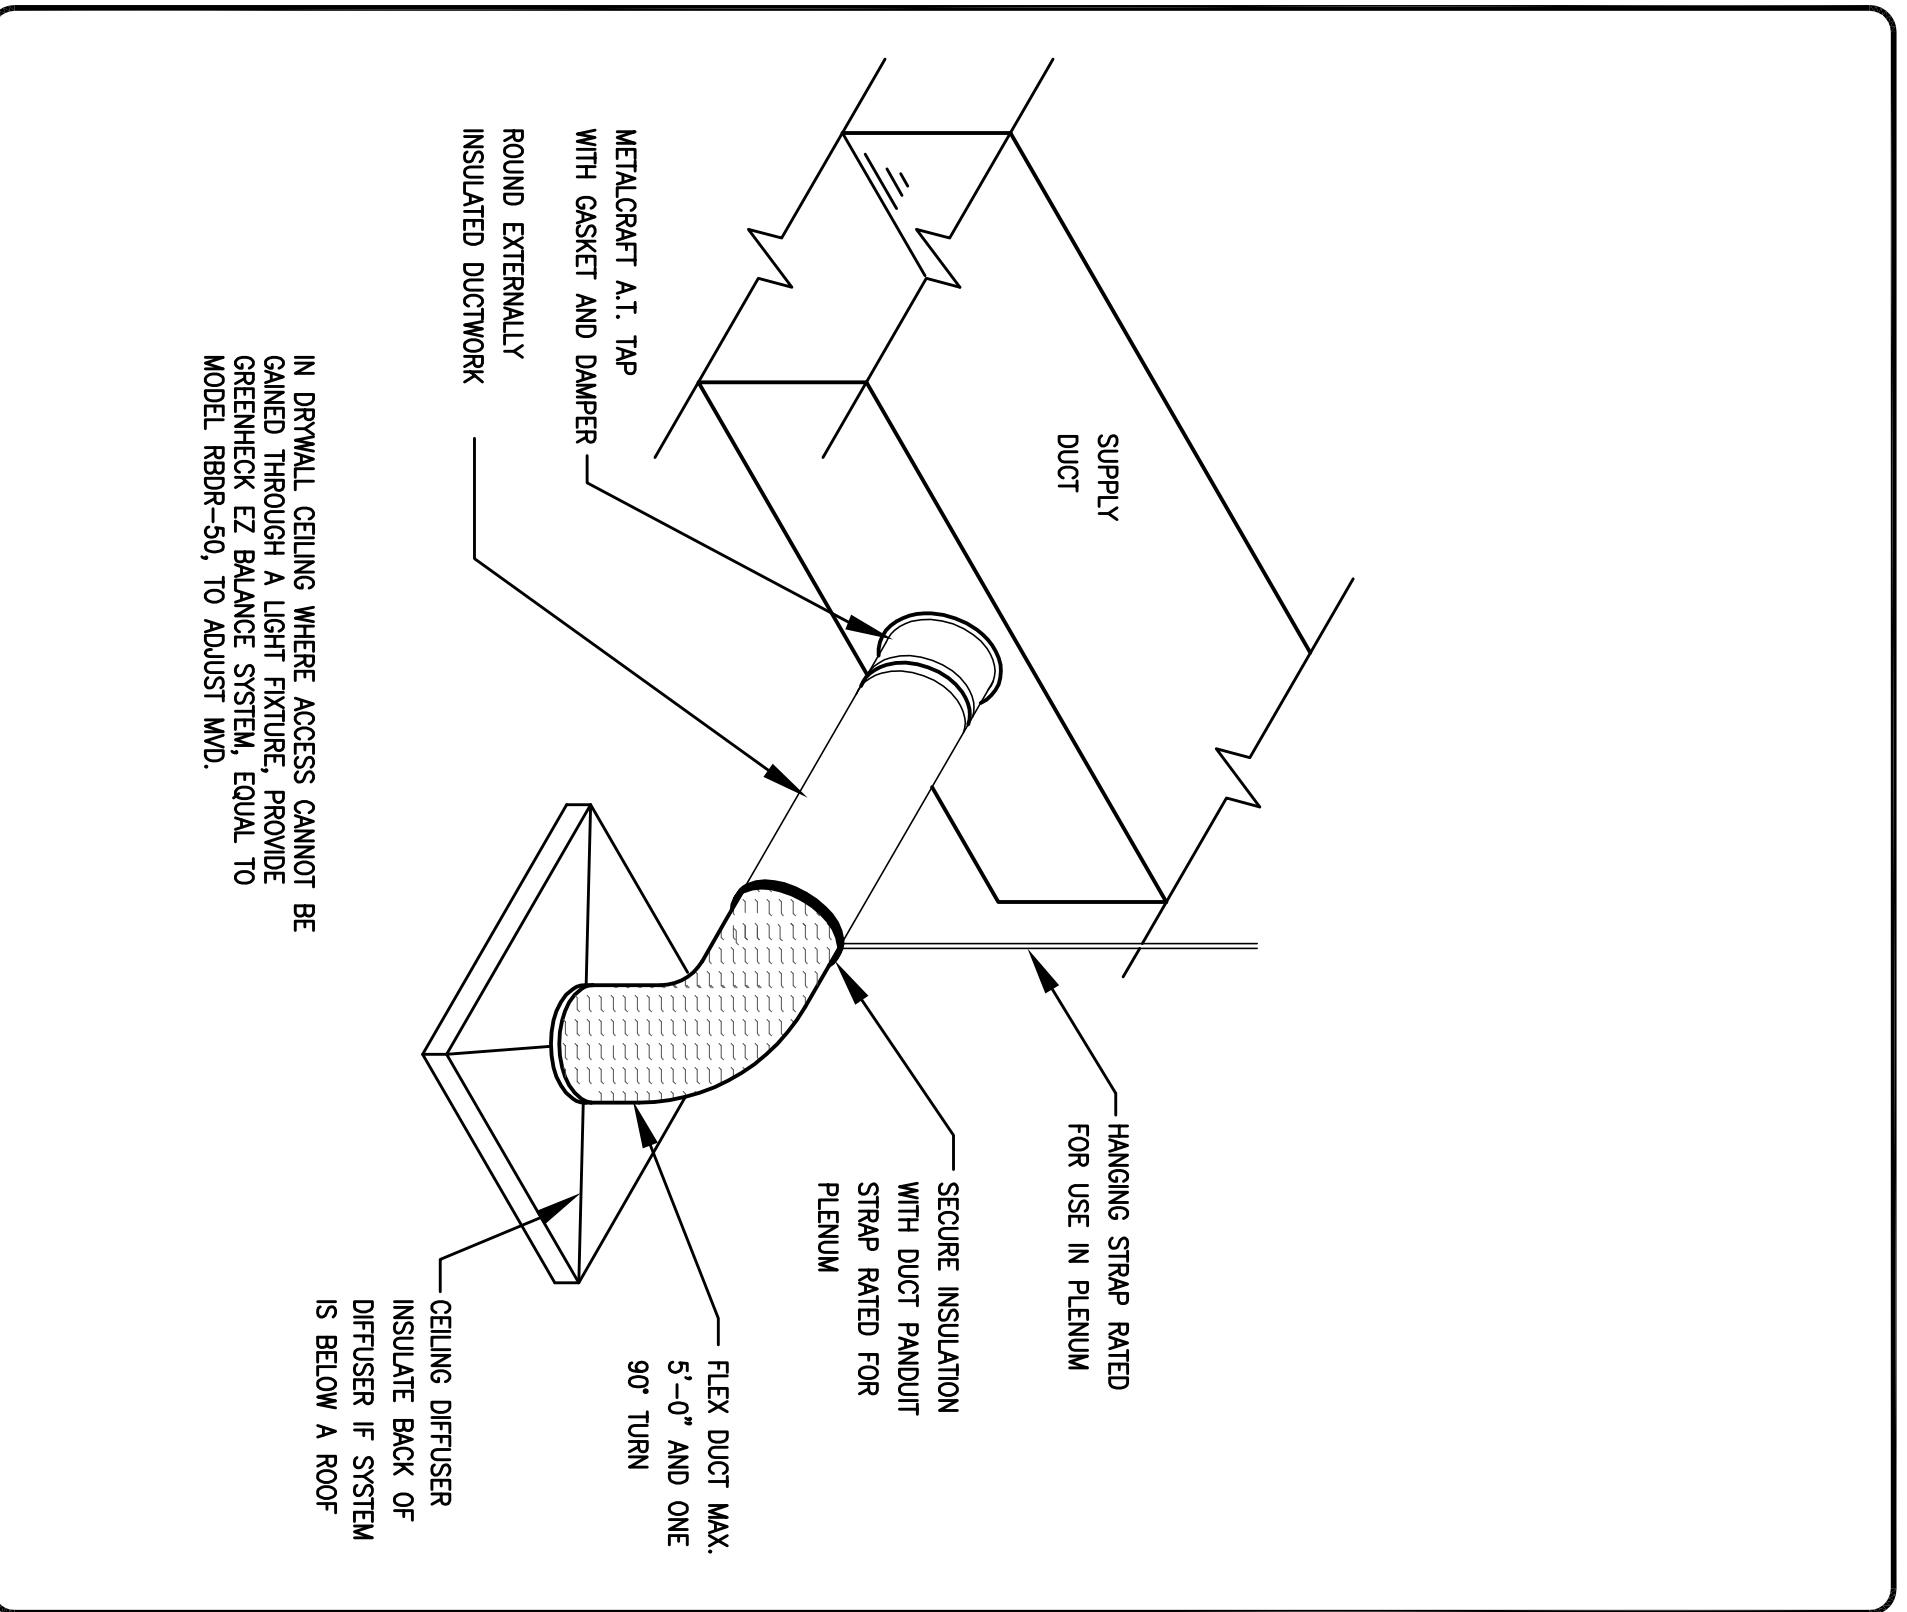 SUPPLY
DUCT
HANGING STRAP RATED
FOR USE IN PLENUM
SECURE INSULATION
WITH DUCT PANDUIT
STRAP RATED FOR
PLENUM
FLEX DUCT MAX.
5'-0" AND ONE
90° TURN
METALCRAFT A.T. TAP
WITH GASKET AND DAMPER
ROUND EXTERNALLY
INSULATED DUCTWORK
CEILING DIFFUSER
INSULATE BACK OF
DIFFUSER IF SYSTEM
IS BELOW A ROOF
IN DRYWALL CEILING WHERE ACCESS CANNOT BE
GAINED THROUGH A LIGHT FIXTURE, PROVIDE
GREENHECK EZ BALANCE SYSTEM, EQUAL TO
MODEL RBDR-50, TO ADJUST MVD.